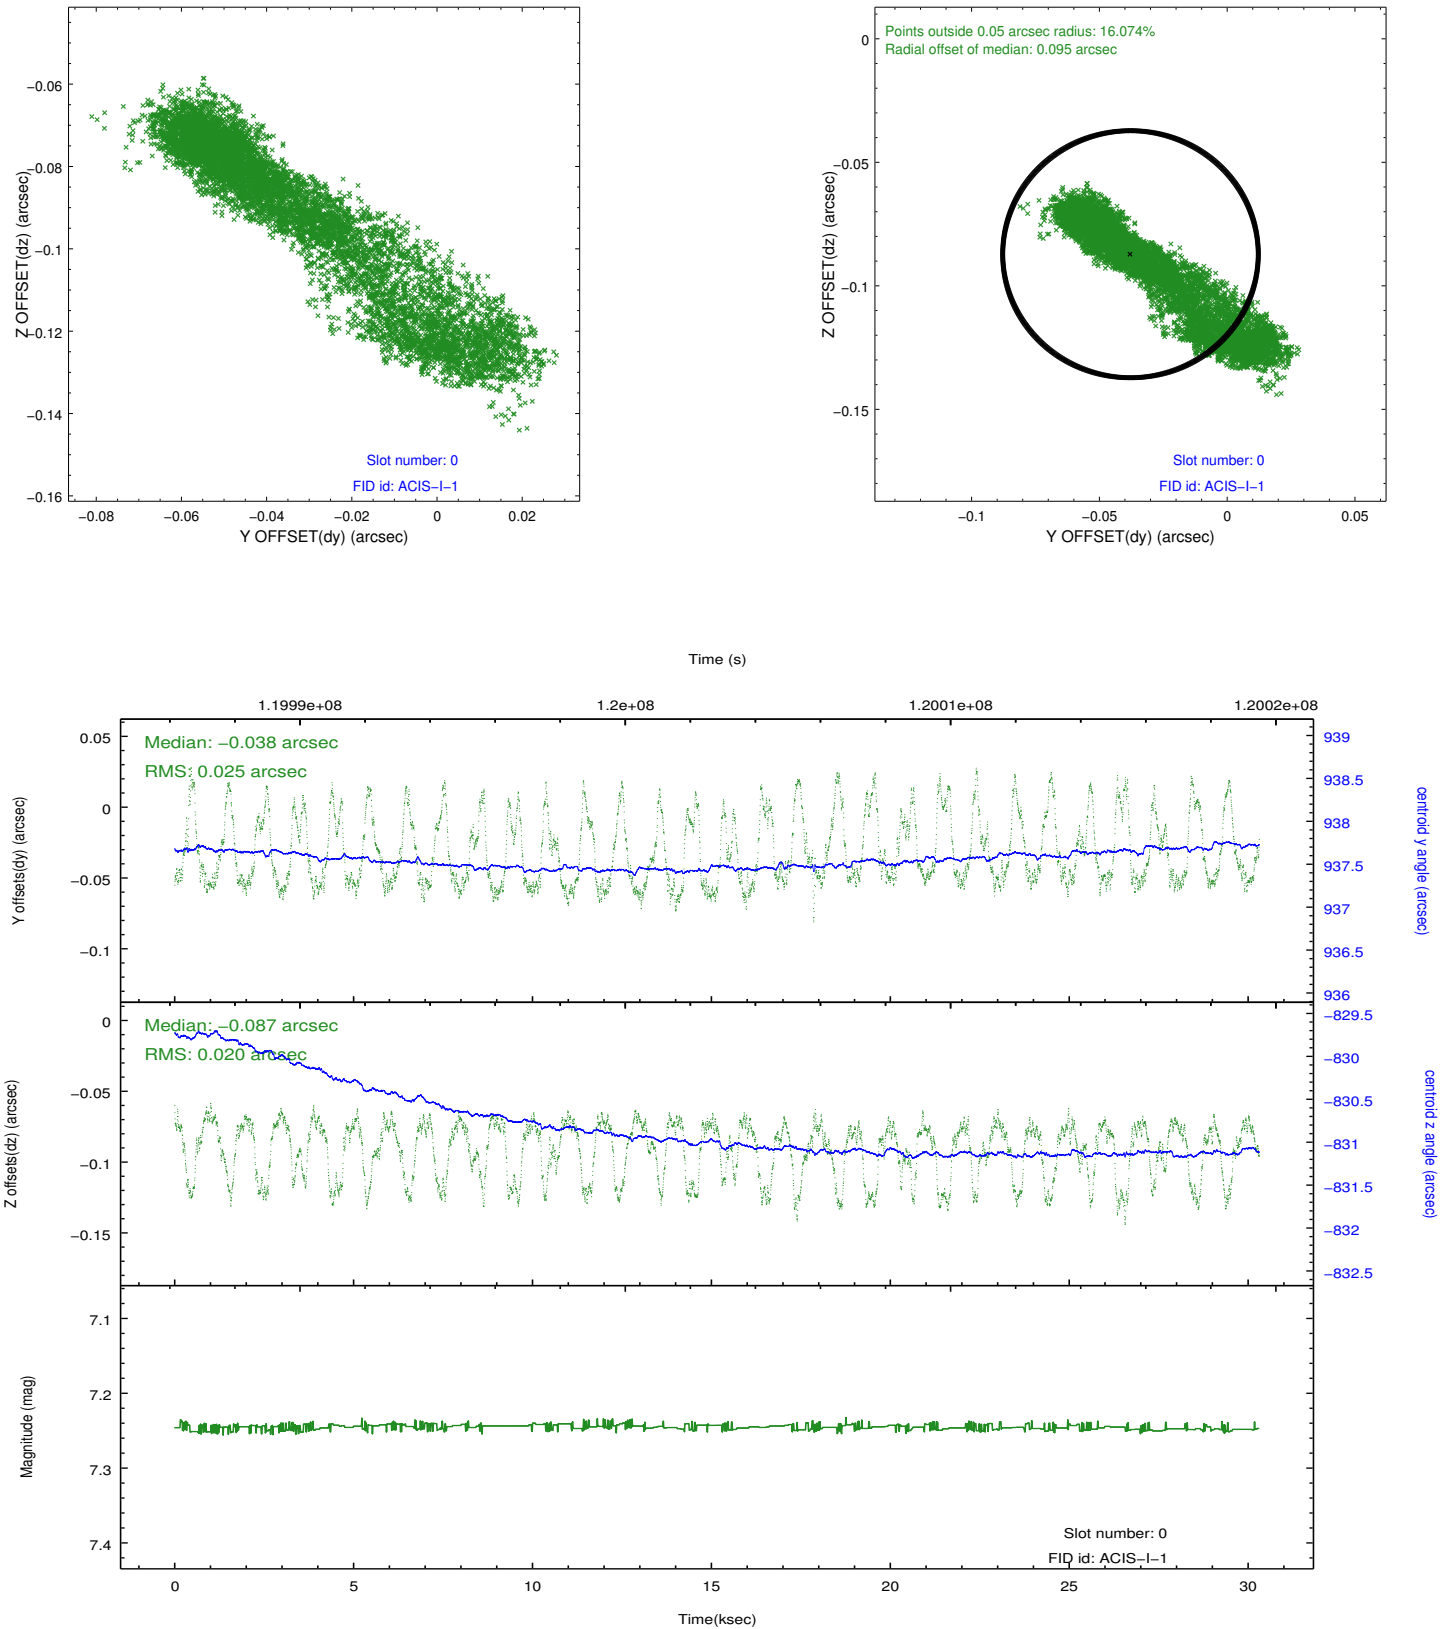 −0.06
−0.08
−0.1
−0.12
−0.14
−0.16
Z OFFSET(dz) (arcsec)
Slot number: 0
FID id: ACIS−I−1
−0.08 −0.06 −0.04 −0.02 0 0.02
Y OFFSET(dy) (arcsec)
Points outside 0.05 arcsec radius: 16.074%
Radial offset of median: 0.095 arcsec
0
−0.05
−0.1
−0.15
Z OFFSET(dz) (arcsec)
Slot number: 0
FID id: ACIS−I−1
−0.1 −0.05 0 0.05
Y OFFSET(dy) (arcsec)
Time (s)
1.1999e+08 1.2e+08 1.2001e+08 1.2002e+08
Median: −0.038 arcsec
RMS: 0.025 arcsec
0.05
0
−0.05
−0.1
Y offsets(dy) (arcsec)
939
938.5
938
937.5
937
936.5
936
centroid y angle (arcsec)
Median: −0.087 arcsec
RMS: 0.020 arcsec
0
−0.05
−0.1
−0.15
Z offsets(dz) (arcsec)
−829.5
−830
−830.5
−831
−831.5
−832
−832.5
centroid z angle (arcsec)
7.1
7.2
7.3
7.4
Magnitude (mag)
Slot number: 0
FID id: ACIS−I−1
0 5 10 15 20 25 30
Time(ksec)